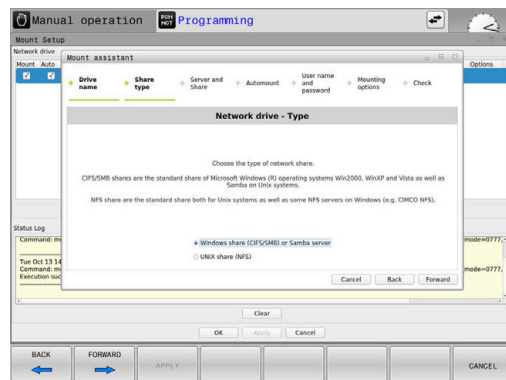 Manual operation
PGM
MGT
Programming
Mount Setup
Network drive
Mount Auto
Options
Mount assistant
+ Drive name
+ Share type
+ Server and Share
+ Automount
+ User name and password
+ Mounting options
+ Check
Network drive - Type
Choose the type of network share.
CIFS/SMB shares are the standard share of Microsoft Windows (R) operating systems Win2000, WinXP and Vista as well as
Samba on Unix systems.
NFS share are the standard share both for Unix systems as well as some NFS servers on Windows (e.g. CIMCO NFS).
Windows share (CIFS/SMB) or Samba server
UNIX share (NFS)
Cancel
Back
Forward
Status Log
Command: m
mode=0777,
Tue Oct 13 14
Command: m
mode=0777,
Execution suc
Clear
OK
Apply
Cancel
BACK
FORWARD
APPLY
CANCEL